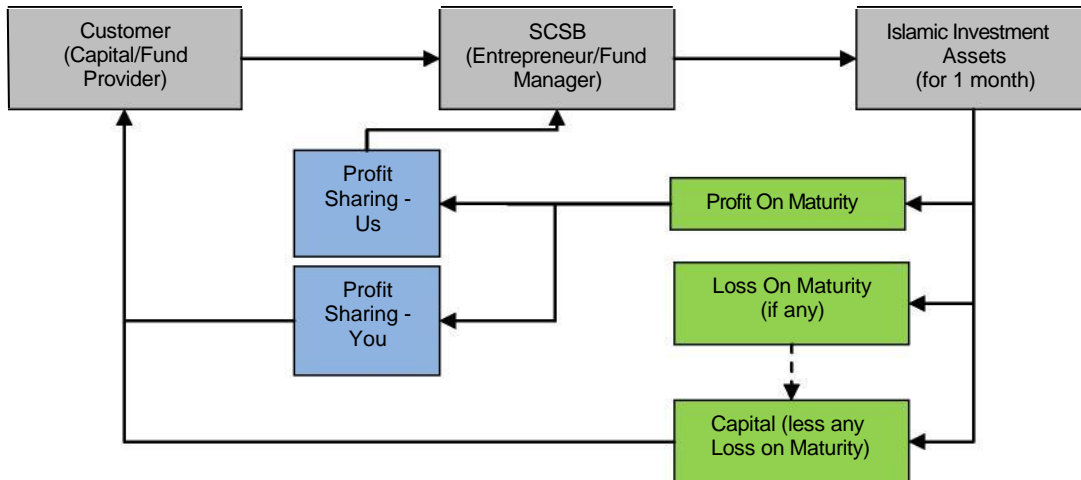 Customer
(Capital/Fund
Provider)
SCSB
(Entrepreneur/Fund
Manager)
Islamic Investment
Assets
(for 1 month)
Profit
Sharing -
Us
Profit On Maturity
Profit
Sharing -
You
Loss On Maturity
(if any)
Capital (less any
Loss on Maturity)